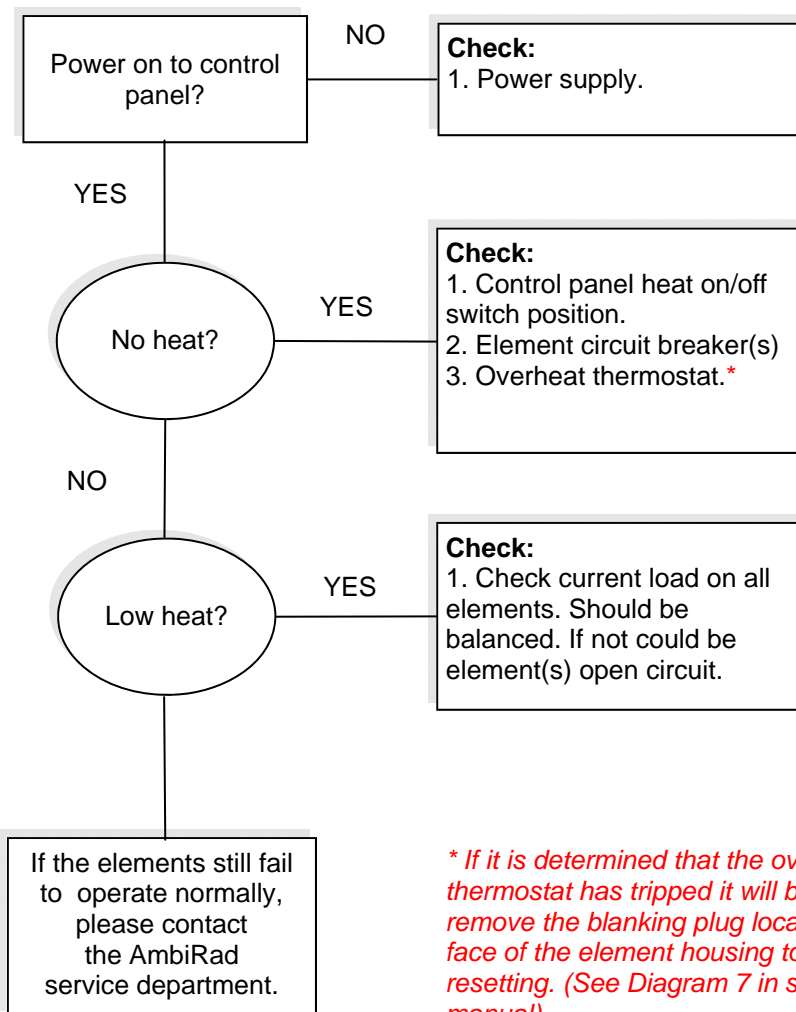 Power on to control
panel?
NO
Check:
1. Power supply.
YES
No heat?
YES
Check:
1. Control panel heat on/off
switch position.
2. Element circuit breaker(s)
3. Overheat thermostat.*
NO
Low heat?
YES
Check:
1. Check current load on all
elements. Should be
balanced. If not could be
element(s) open circuit.
If the elements still fail
to operate normally,
please contact
the AmbiRad
service department.
* If it is determined that the
thermostat has tripped it will
remove the blanking plug
face of the element housing
resetting. (See Diagram 7 in